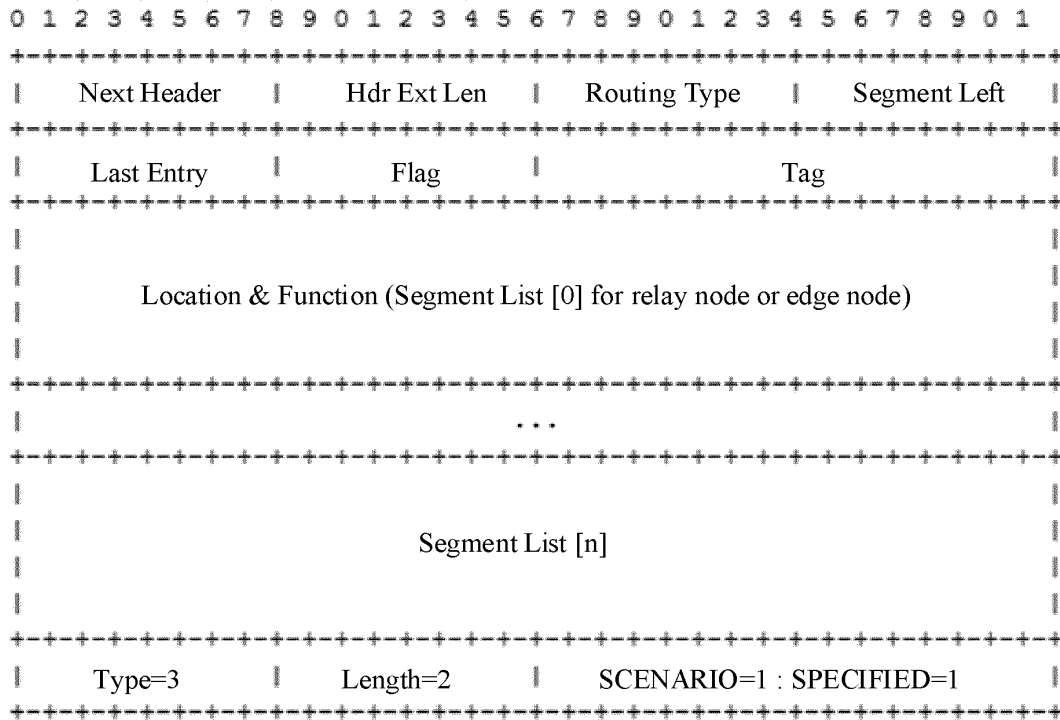 0 1 2 3 4 5 6 7 8 9 0 1 2 3 4 5 6 7 8 9 0 1 2 3 4 5 6 7 8 9 0 1
Next Header | Hdr Ext Len | Routing Type | Segment Left
Last Entry | Flag | Tag
Location & Function (Segment List [0] for relay node or edge node)
...
Segment List [n]
Type=3 | Length=2 | SCENARIO=1 : SPECIFIED=1